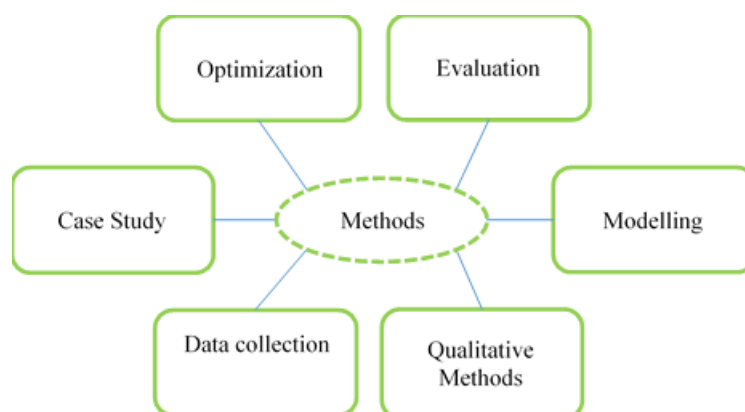 Optimization
Evaluation
Case Study
Methods
Modelling
Data collection
Qualitative
Methods